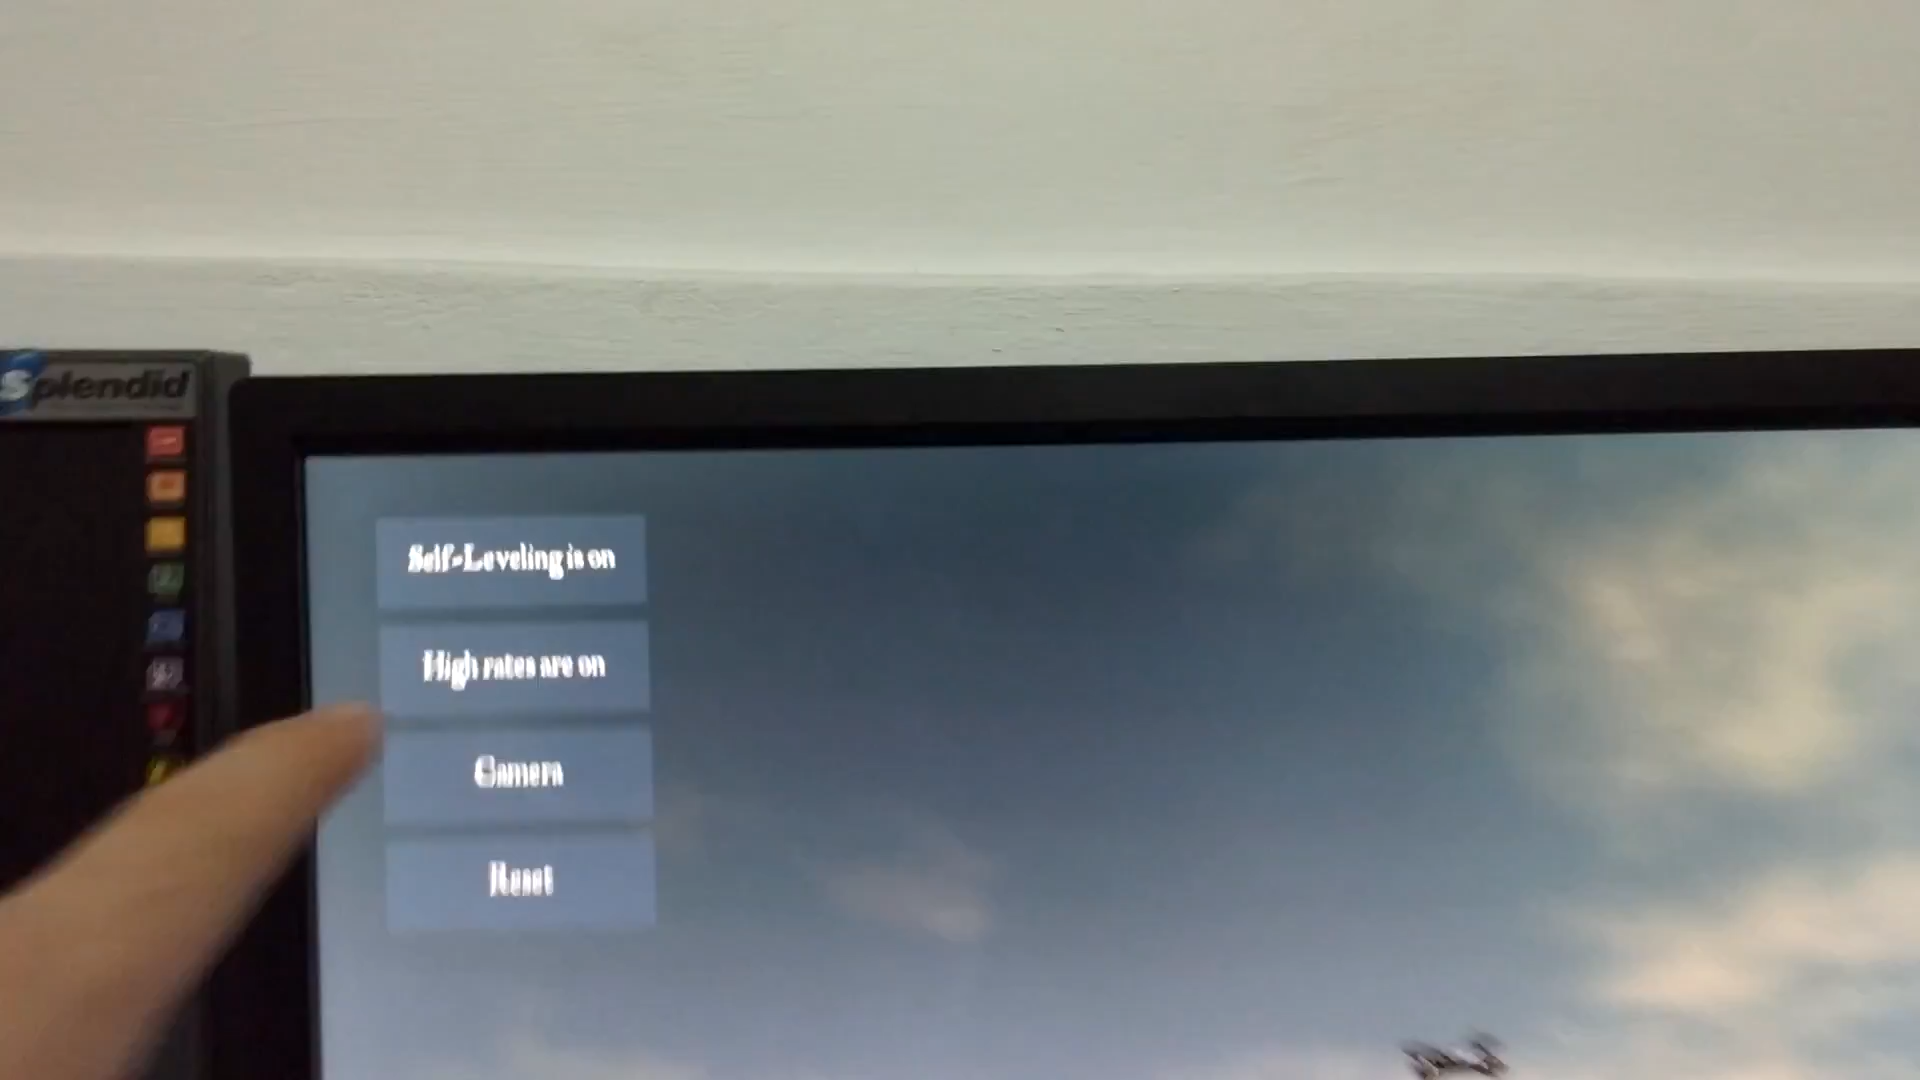 Splendid
Self-Leveling is on
High rates are on
Camera
Reset